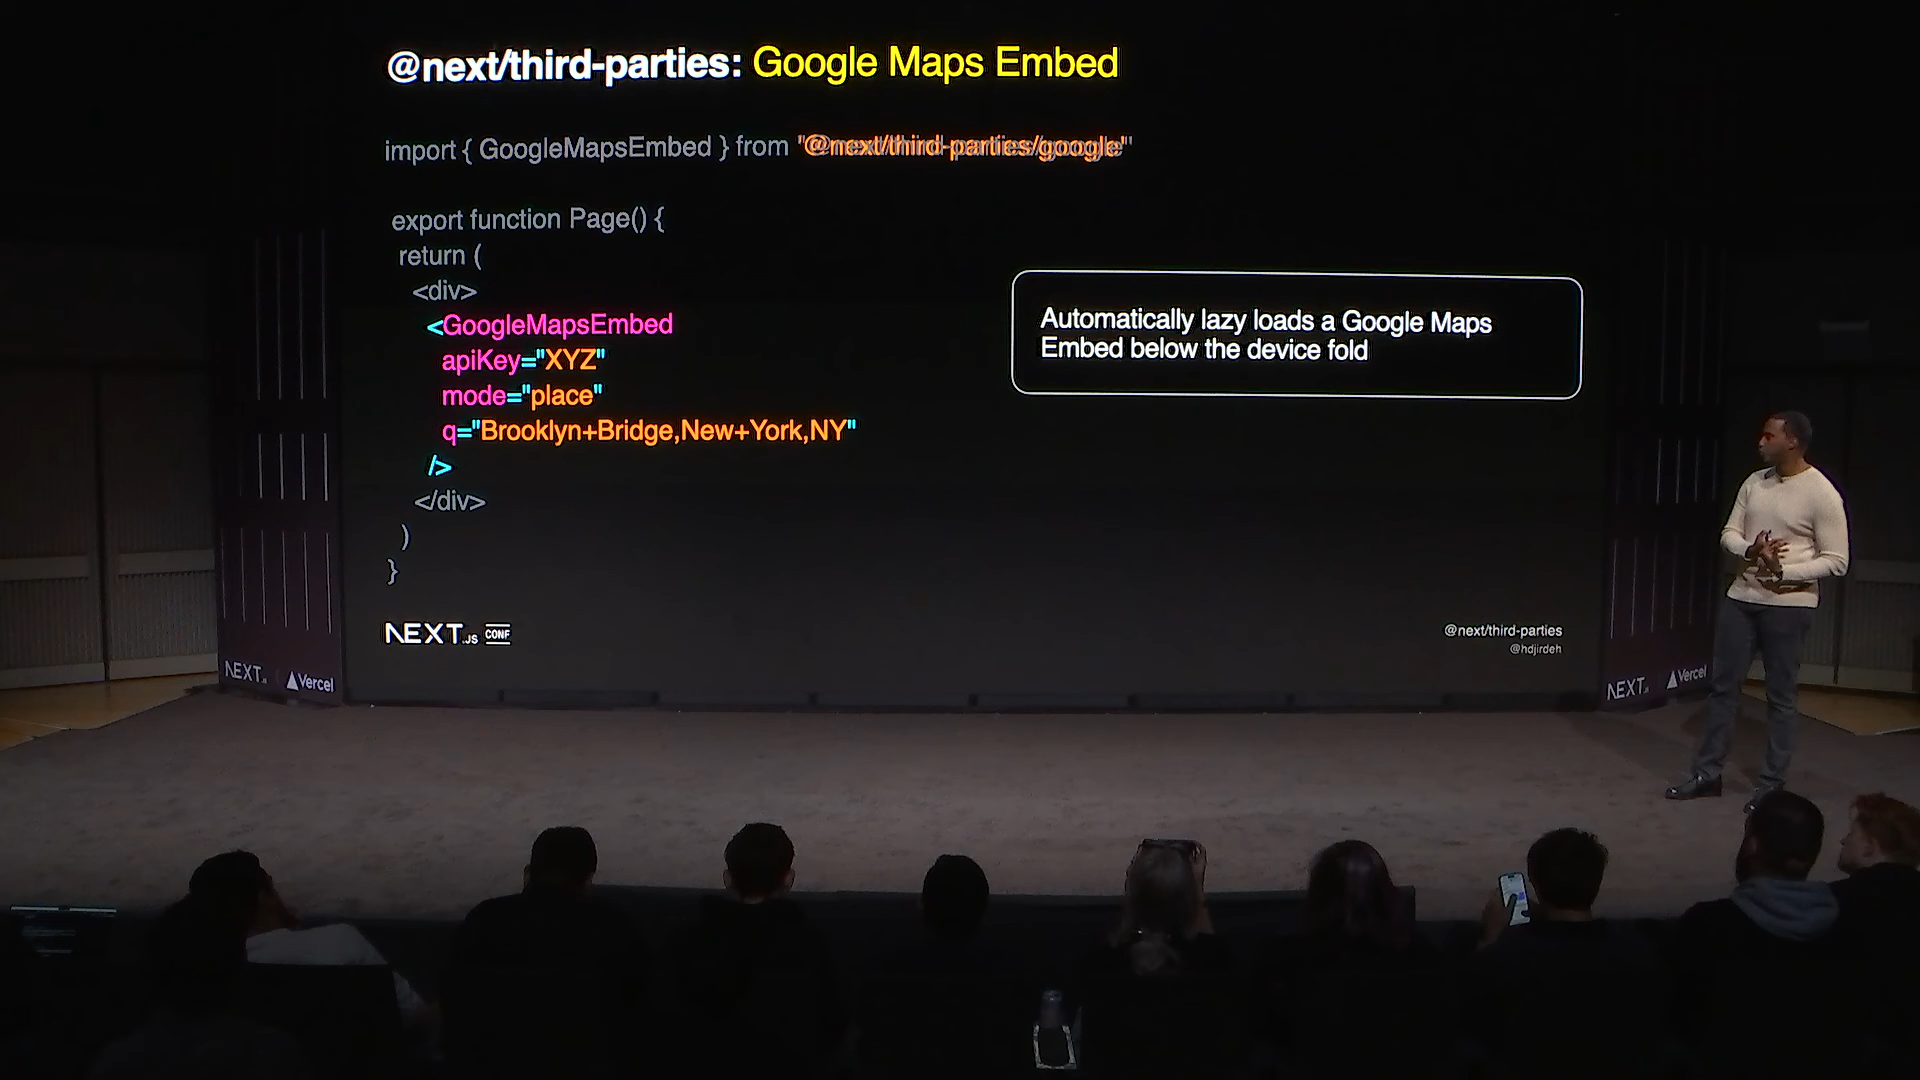 @next/third-parties: Google Maps Embed
import { GoogleMapsEmbed } from "@next/third-parties/google"
export function Page() {
return (
<div>
<GoogleMapsEmbed
apiKey="XYZ"
mode="place"
q="Brooklyn+Bridge,New+York,NY"
/>
</div>
)
}
Automatically lazy loads a Google Maps
Embed below the device fold
NEXT.JS CONF
@next/third-parties
@hdjirdeh
NEXT.JS Vercel
NEXT.JS Vercel